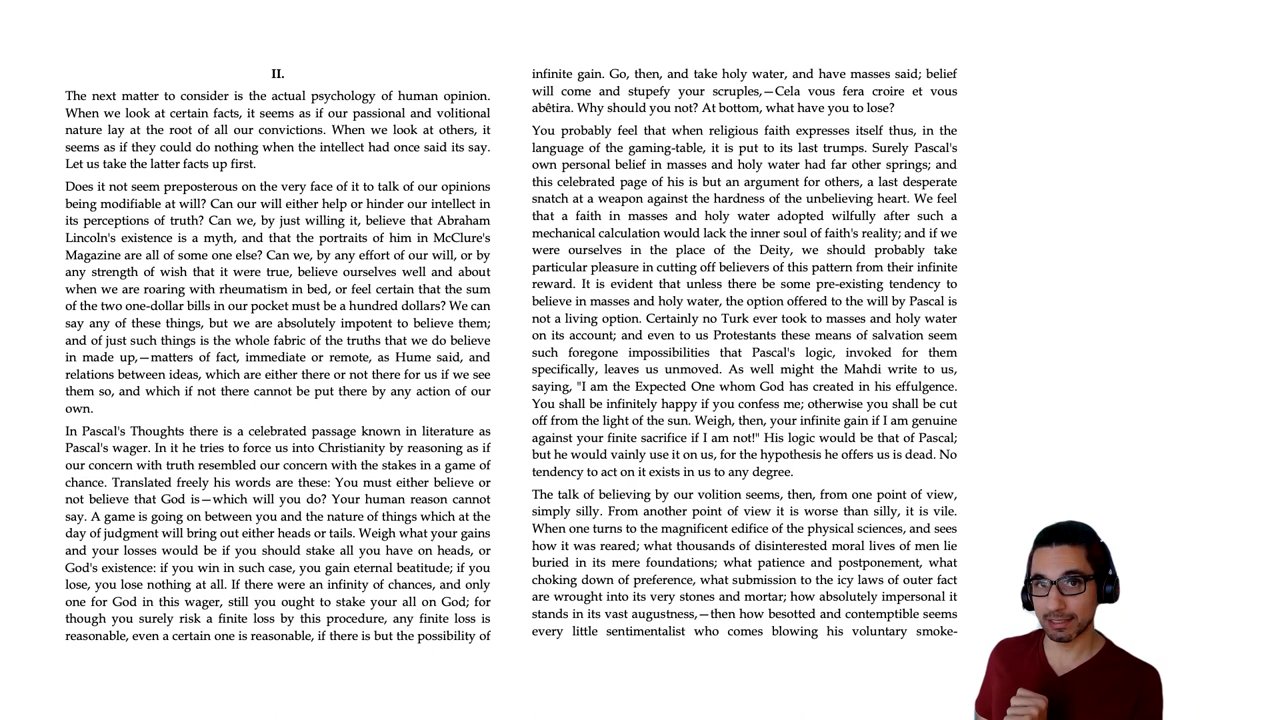 II.
The next matter to consider is the actual psychology of human opinion.
When we look at certain facts, it seems as if our passional and volitional
nature lay at the root of all our convictions. When we look at others, it
seems as if they could do nothing when the intellect had once said its say.
Let us take the latter facts up first.
Does it not seem preposterous on the very face of it to talk of our opinions
being modifiable at will? Can our will either help or hinder our intellect in
its perceptions of truth? Can we, by just willing it, believe that Abraham
Lincoln's existence is a myth, and that the portraits of him in McClure's
Magazine are all of some one else? Can we, by any effort of our will, or by
any strength of wish that it were true, believe ourselves well and about
when we are roaring with rheumatism in bed, or feel certain that the sum
of the two one-dollar bills in our pocket must be a hundred dollars? We can
say any of these things, but we are absolutely impotent to believe them;
and of just such things is the whole fabric of the truths that we do believe
in made up,—matters of fact, immediate or remote, as Hume said, and
relations between ideas, which are either there or not there for us if we see
them so, and which if not there cannot be put there by any action of our
own.
In Pascal's Thoughts there is a celebrated passage known in literature as
Pascal's wager. In it he tries to force us into Christianity by reasoning as if
our concern with truth resembled our concern with the stakes in a game of
chance. Translated freely his words are these: You must either believe or
not believe that God is—which will you do? Your human reason cannot
say. A game is going on between you and the nature of things which at the
day of judgment will bring out either heads or tails. Weigh what your gains
and your losses would be if you should stake all you have on heads, or
God's existence: if you win in such case, you gain eternal beatitude; if you
lose, you lose nothing at all. If there were an infinity of chances, and only
one for God in this wager, still you ought to stake your all on God; for
though you surely risk a finite loss by this procedure, any finite loss is
reasonable, even a certain one is reasonable, if there is but the possibility of
infinite gain. Go, then, and take holy water, and have masses said; belief
will come and stupefy your scruples,—Cela vous fera croire et vous
abêtira. Why should you not? At bottom, what have you to lose?
You probably feel that when religious faith expresses itself thus, in the
language of the gaming-table, it is put to its last trumps. Surely Pascal's
own personal belief in masses and holy water had far other springs; and
this celebrated page of his is but an argument for others, a last desperate
snatch at a weapon against the hardness of the unbelieving heart. We feel
that a faith in masses and holy water adopted wilfully after such a
mechanical calculation would lack the inner soul of faith's reality; and if we
were ourselves in the place of the Deity, we should probably take
particular pleasure in cutting off believers of this pattern from their infinite
reward. It is evident that unless there be some pre-existing tendency to
believe in masses and holy water, the option offered to the will by Pascal is
not a living option. Certainly no Turk ever took to masses and holy water
on its account; and even to us Protestants these means of salvation seem
such foregone impossibilities that Pascal's logic, invoked for them
specifically, leaves us unmoved. As well might the Mahdi write to us,
saying, "I am the Expected One whom God has created in his effulgence.
You shall be infinitely happy if you confess me; otherwise you shall be cut
off from the light of the sun. Weigh, then, your infinite gain if I am genuine
against your finite sacrifice if I am not!" His logic would be that of Pascal;
but he would vainly use it on us, for the hypothesis he offers us is dead. No
tendency to act on it exists in us to any degree.
The talk of believing by our volition seems, then, from one point of view,
simply silly. From another point of view it is worse than silly, it is vile.
When one turns to the magnificent edifice of the physical sciences, and sees
how it was reared; what thousands of disinterested moral lives of men lie
buried in its mere foundations; what patience and postponement, what
choking down of preference, what submission to the icy laws of outer fact
are wrought into its very stones and mortar; how absolutely impersonal it
stands in its vast augustness,—then how besotted and contemptible seems
every little sentimentalist who comes blowing his voluntary smoke-